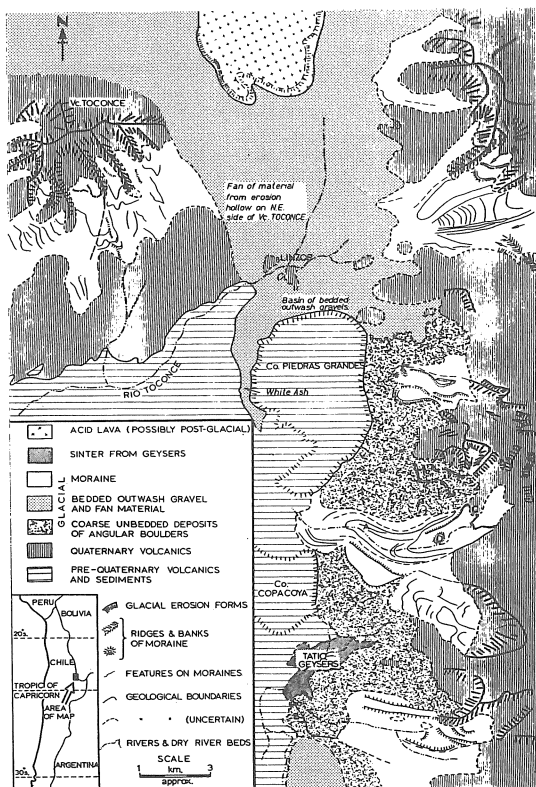 N
Vc. TOCONCE
Fan of material
from erosion
hollow on N.E.
side of Vc. TOCONCE.
LINZOR
Basin of bedded
outwash gravels.
Co. PIEDRAS GRANDES
White Ash
RIO TOCONCE
Co.
COPACOYA
TATIO
GEYSERS
GLACIAL
ACID LAVA (POSSIBLY POST-GLACIAL)
SINTER FROM GEYSERS
MORAINE
BEDDED OUTWASH GRAVEL
AND FAN MATERIAL
COARSE UNBEDDED DEPOSITS
OF ANGULAR BOULDERS
QUATERNARY VOLCANICS
PRE-QUATERNARY VOLCANICS
AND SEDIMENTS
GLACIAL EROSION FORMS
RIDGES & BANKS
OF MORAINE
FEATURES ON MORAINES
GEOLOGICAL BOUNDARIES
" " (UNCERTAIN)
RIVERS & DRY RIVER BEDS
SCALE
1 km. 3
approx.
PERU
BOLIVIA
20°s.
CHILE
TROPIC OF
CAPRICORN
AREA
OF MAP
ARGENTINA
30°s.